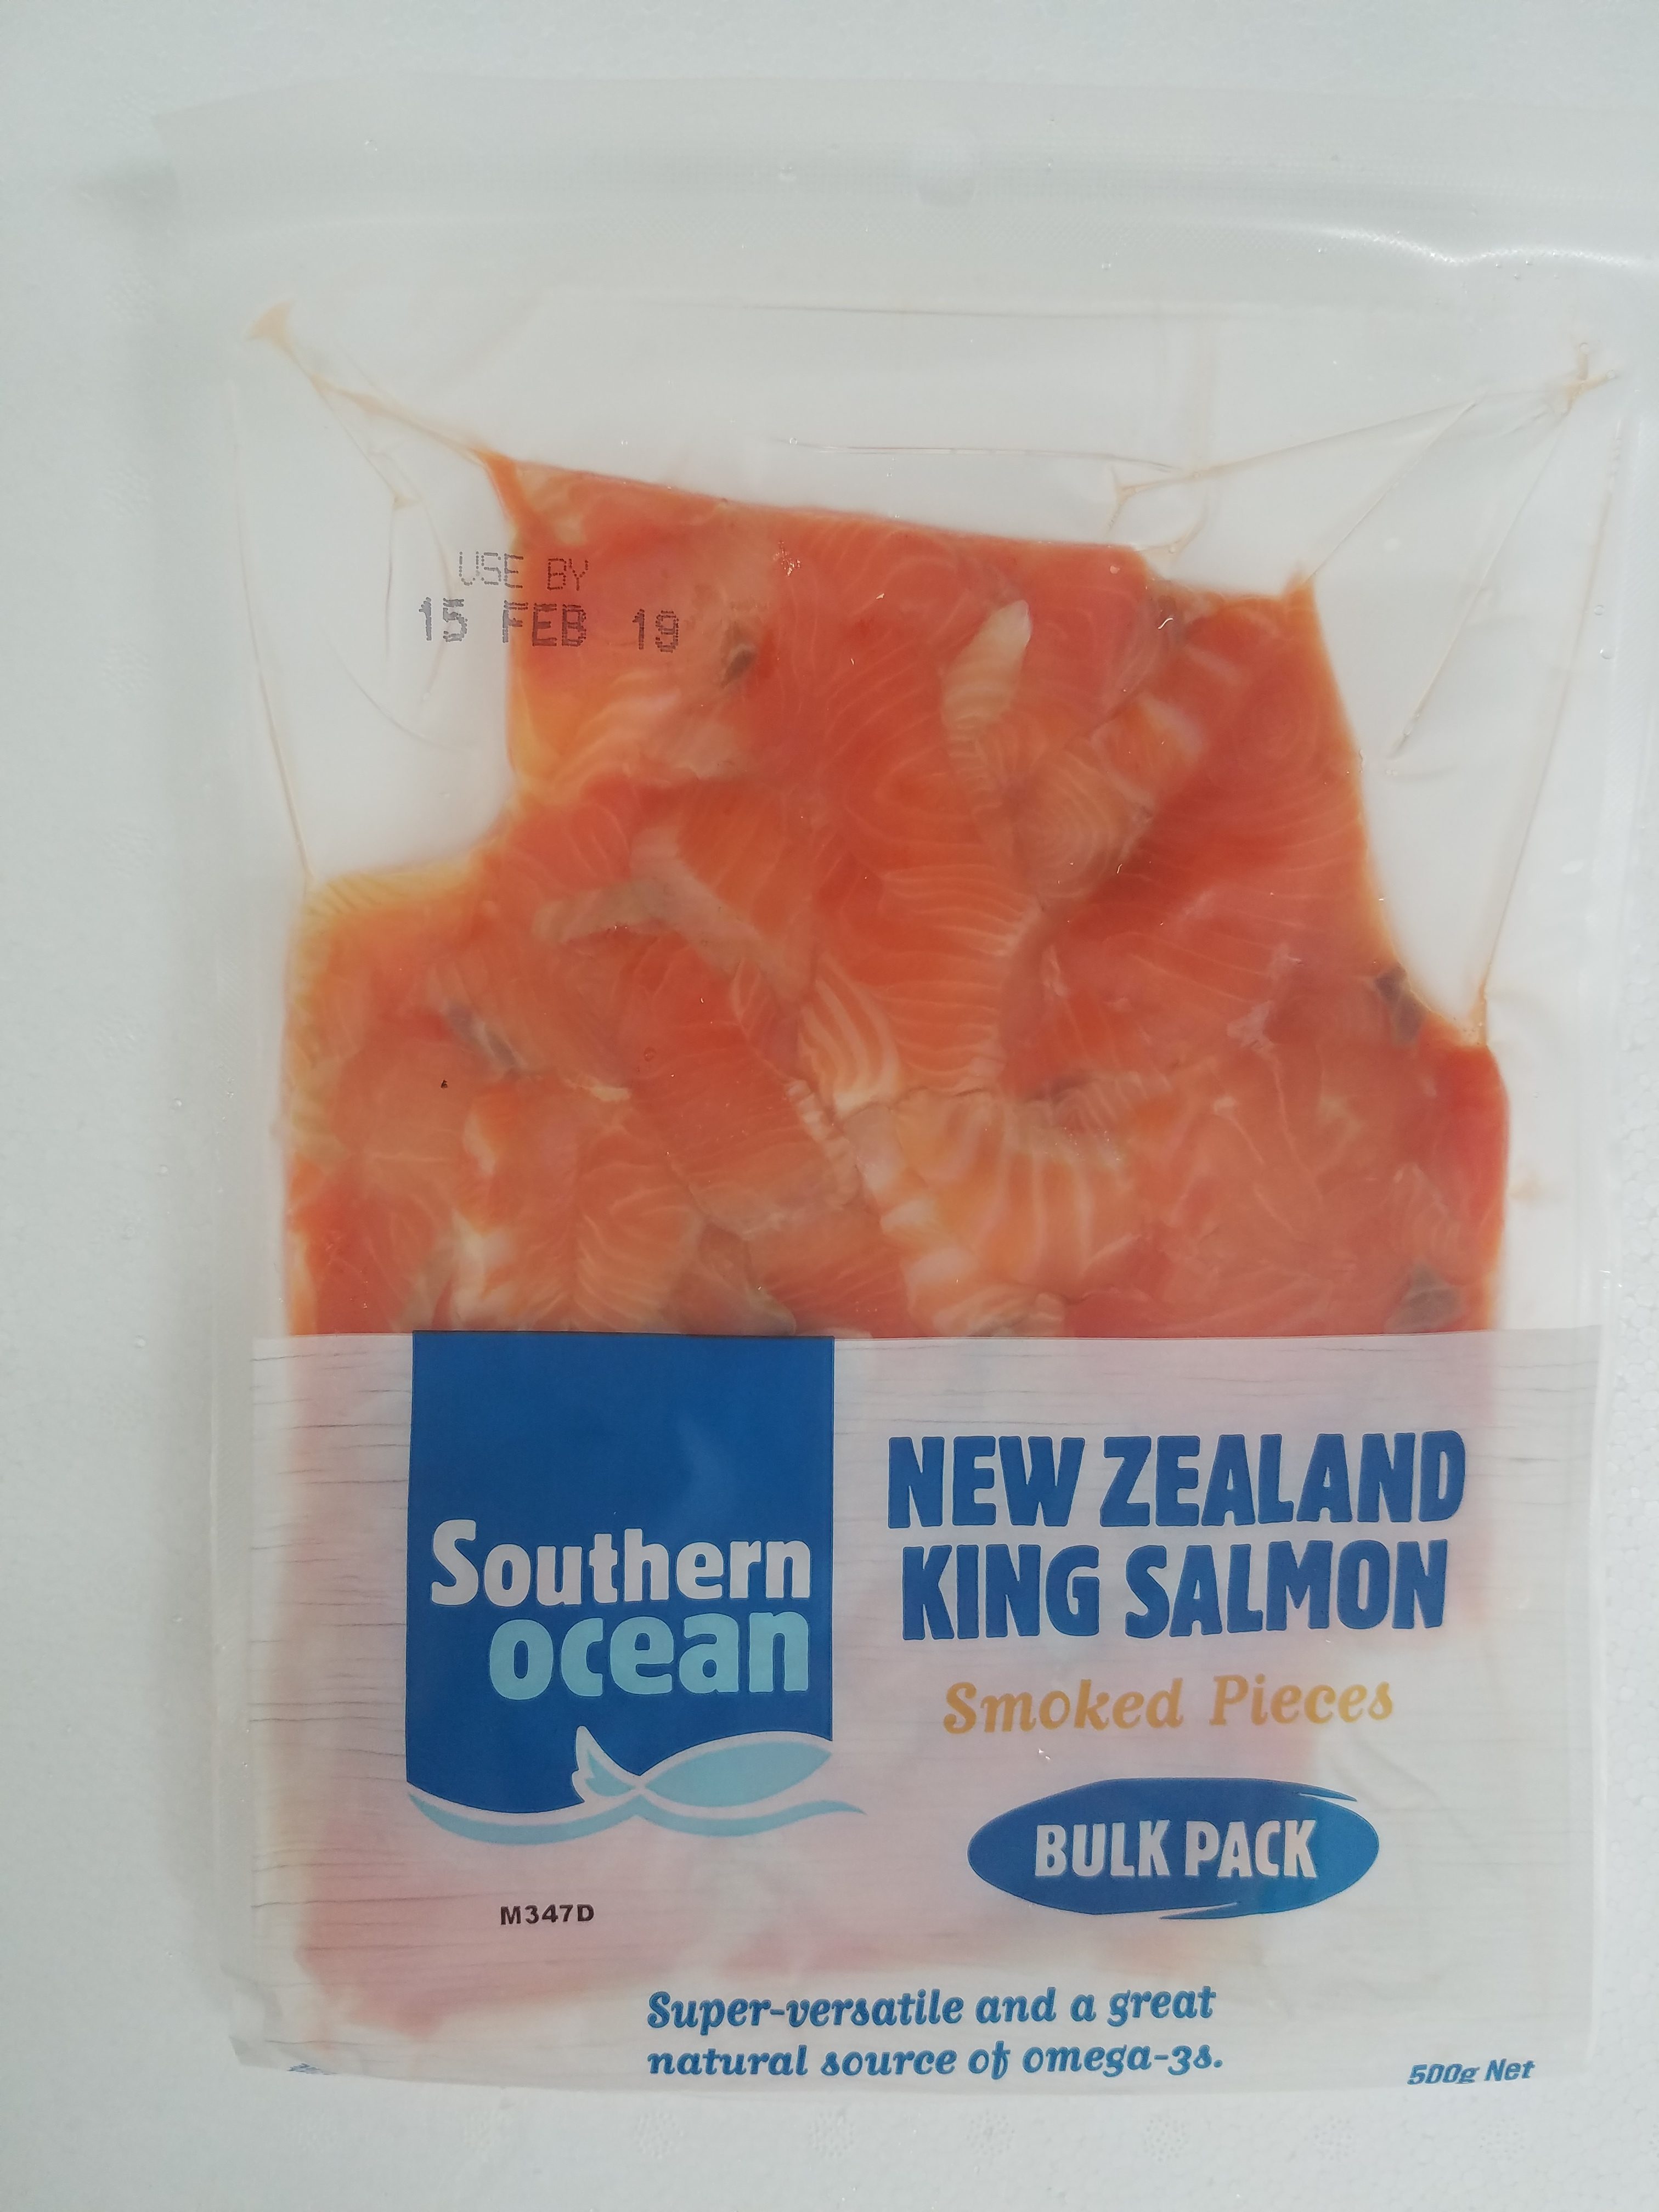 USE BY
15 FEB 19
Southern
ocean
NEW ZEALAND
KING SALMON
Smoked Pieces
BULK PACK
M347D
Super-versatile and a great
natural source of omega-3s.
500g Net